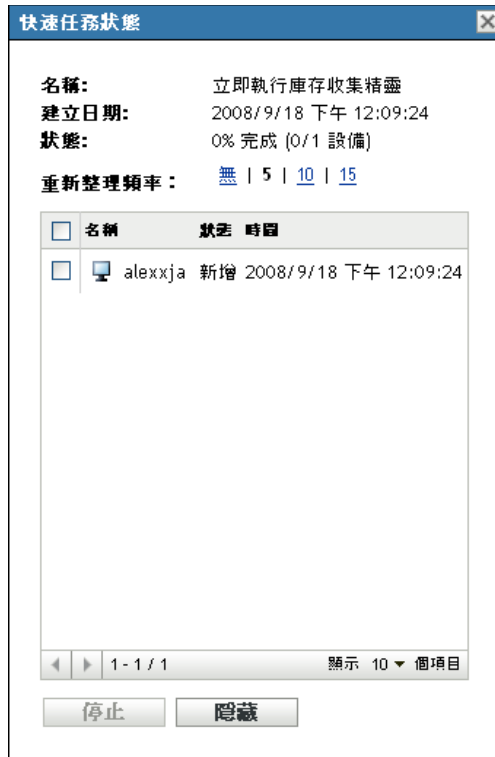 快速任務狀態
名稱: 立即執行庫存收集精靈
建立日期: 2008/9/18 下午 12:09:24
狀態: 0% 完成 (0/1 設備)
重新整理頻率: 無 | 5 | 10 | 15
名稱 狀態 時間
alexxja 新增 2008/9/18 下午 12:09:24
1 - 1 / 1 顯示 10 個項目
停止 隱藏